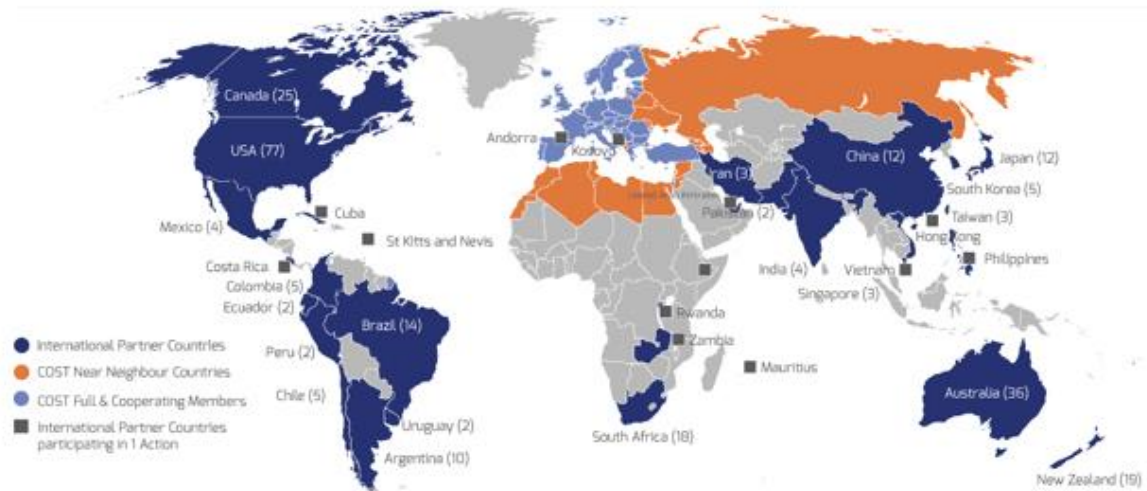 Canada (25)
USA (77)
Mexico (4)
Cuba
St Kitts and Nevis
Costa Rica
Colombia (5)
Ecuador (2)
Brazil (14)
Peru (2)
Chile (5)
Uruguay (2)
Argentina (10)
Andorra
Kosovo
Iran (3)
Pakistan (2)
China (12)
Japan (12)
South Korea (5)
Taiwan (3)
Hong Kong
India (4)
Vietnam
Philippines
Singapore (3)
Rwanda
Zambia
Mauritius
South Africa (18)
Australia (36)
New Zealand (19)
International Partner Countries
COST Near Neighbour Countries
COST Full & Cooperating Members
International Partner Countries
participating in 1 Action